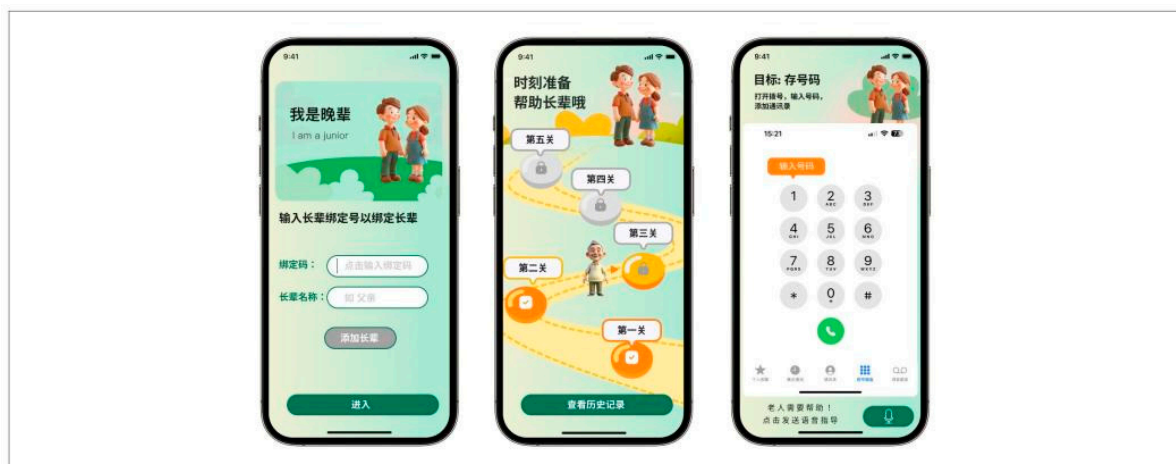 9:41
我是晚辈
I am a junior
输入长辈绑定号以绑定长辈
绑定码：
点击输入绑定码
长辈名称：
如 父亲
添加长辈
进入
9:41
时刻准备
帮助长辈哦
第五关
第四关
第三关
第二关
第一关
查看历史记录
9:41
目标: 存号码
打开拨号，输入号码，
添加通讯录
15:21
输入号码
1 2 3
ABC DEF
4 5 6
GHI JKL MNO
7 8 9
PQRS TUV WXYZ
* 0 #
+
老人需要帮助！
点击发送语音指导